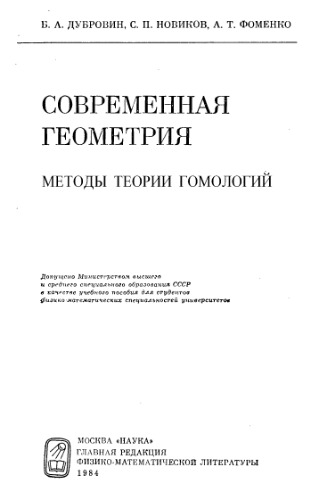 Б. А. ДУБРОВИН, С. П. НОВИКОВ, А. Т. ФОМЕНКО
СОВРЕМЕННАЯ
ГЕОМЕТРИЯ
МЕТОДЫ ТЕОРИИ ГОМОЛОГИЙ
Допущено Министерством высшего
и среднего специального образования СССР
в качестве учебного пособия для студентов
физико-математических специальностей университетов
МОСКВА «НАУКА»
ГЛАВНАЯ РЕДАКЦИЯ
ФИЗИКО-МАТЕМАТИЧЕСКОЙ ЛИТЕРАТУРЫ
1984